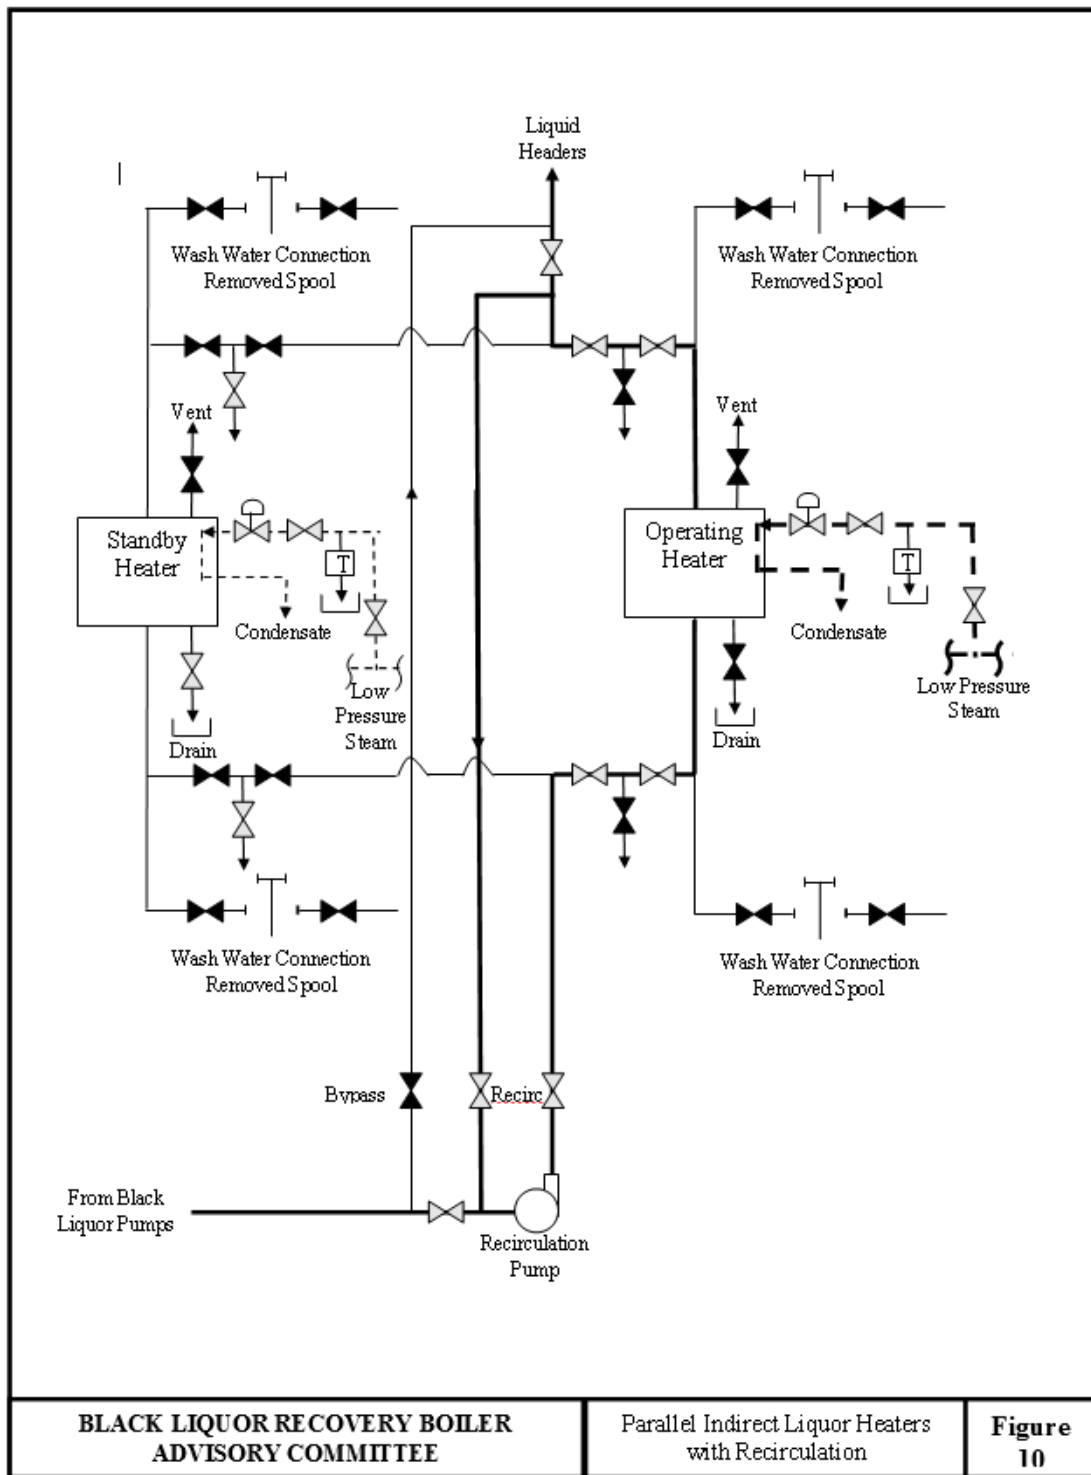 Liquid
Headers
Wash Water Connection
Removed Spool
Wash Water Connection
Removed Spool
Vent
Vent
Standby
Heater
T
Operating
Heater
T
Condensate
Condensate
Low
Pressure
Steam
Low Pressure
Steam
Drain
Drain
Wash Water Connection
Removed Spool
Wash Water Connection
Removed Spool
Bypass
Recirc
From Black
Liquor Pumps
Recirculation
Pump
BLACK LIQUOR RECOVERY BOILER
ADVISORY COMMITTEE
Parallel Indirect Liquor Heaters
with Recirculation
Figure
10